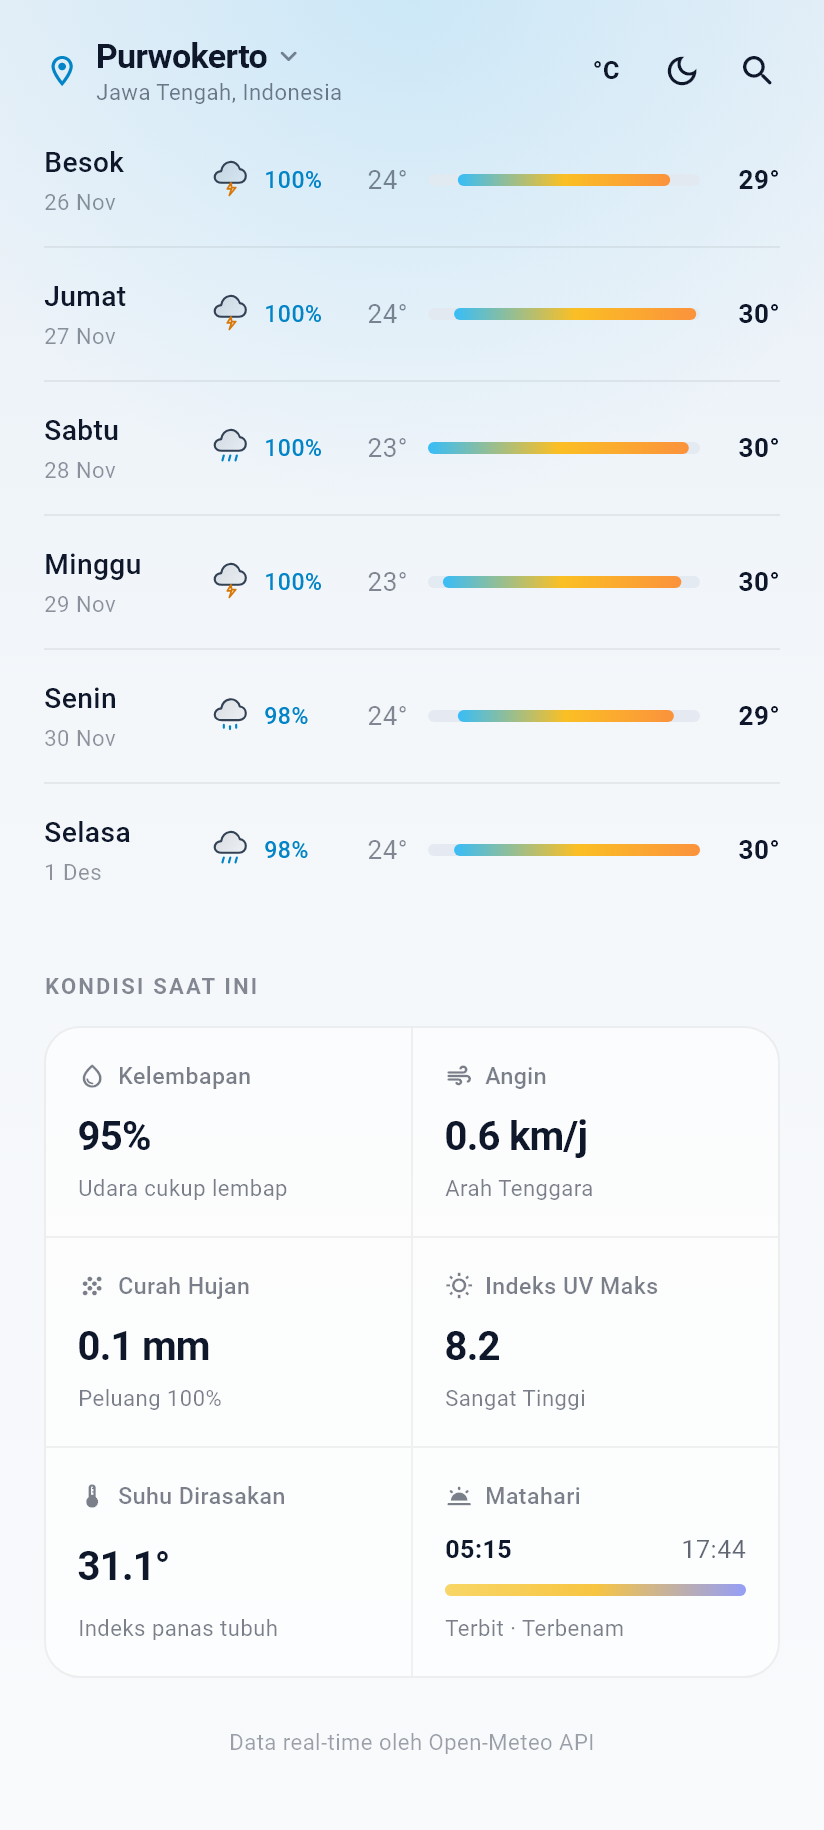 Purwokerto
Jawa Tengah, Indonesia
°C
Besok
26 Nov
100%
24°
29°
Jumat
27 Nov
100%
24°
30°
Sabtu
28 Nov
100%
23°
30°
Minggu
29 Nov
100%
23°
30°
Senin
30 Nov
98%
24°
29°
Selasa
1 Des
98%
24°
30°
KONDISI SAAT INI
Kelembapan
95%
Udara cukup lembap
Angin
0.6 km/j
Arah Tenggara
Curah Hujan
0.1 mm
Peluang 100%
Indeks UV Maks
8.2
Sangat Tinggi
Suhu Dirasakan
31.1°
Indeks panas tubuh
Matahari
05:15 17:44
Terbit · Terbenam
Data real-time oleh Open-Meteo API